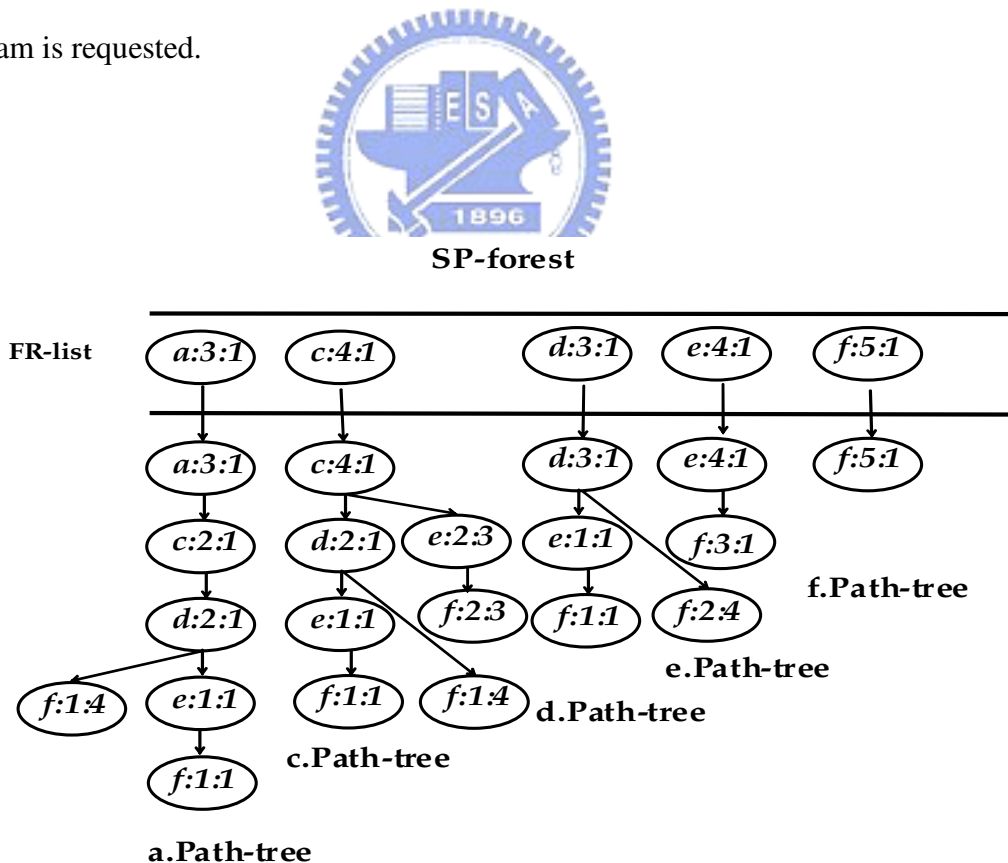 am is requested.
E S A
1896
SP-forest
FR-list
a:3:1 c:4:1 d:3:1 e:4:1 f:5:1
a:3:1 c:4:1 d:3:1 e:4:1 f:5:1
c:2:1 d:2:1 e:2:3 e:1:1 f:3:1
f.Path-tree
d:2:1 e:1:1 f:2:3 f:1:1 f:2:4
e.Path-tree
f:1:4 e:1:1 f:1:1 f:1:4 d.Path-tree
c.Path-tree
f:1:1
a.Path-tree